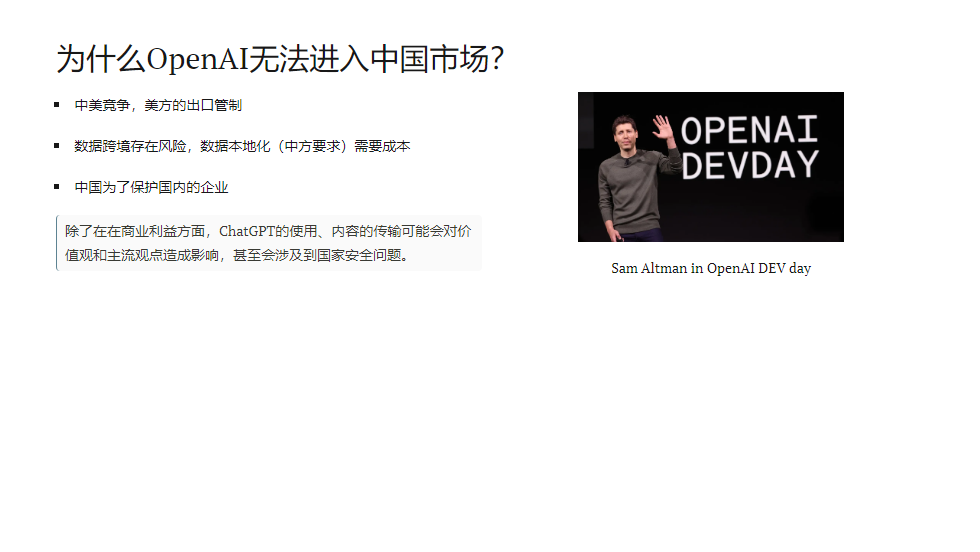 为什么OpenAI无法进入中国市场？
中美竞争，美方的出口管制
数据跨境存在风险，数据本地化（中方要求）需要成本
中国为了保护国内的企业
除了在在商业利益方面，ChatGPT的使用、内容的传输可能会对价
值观和主流观点造成影响，甚至会涉及到国家安全问题。
OPENAI
DEVDAY
Sam Altman in OpenAI DEV day